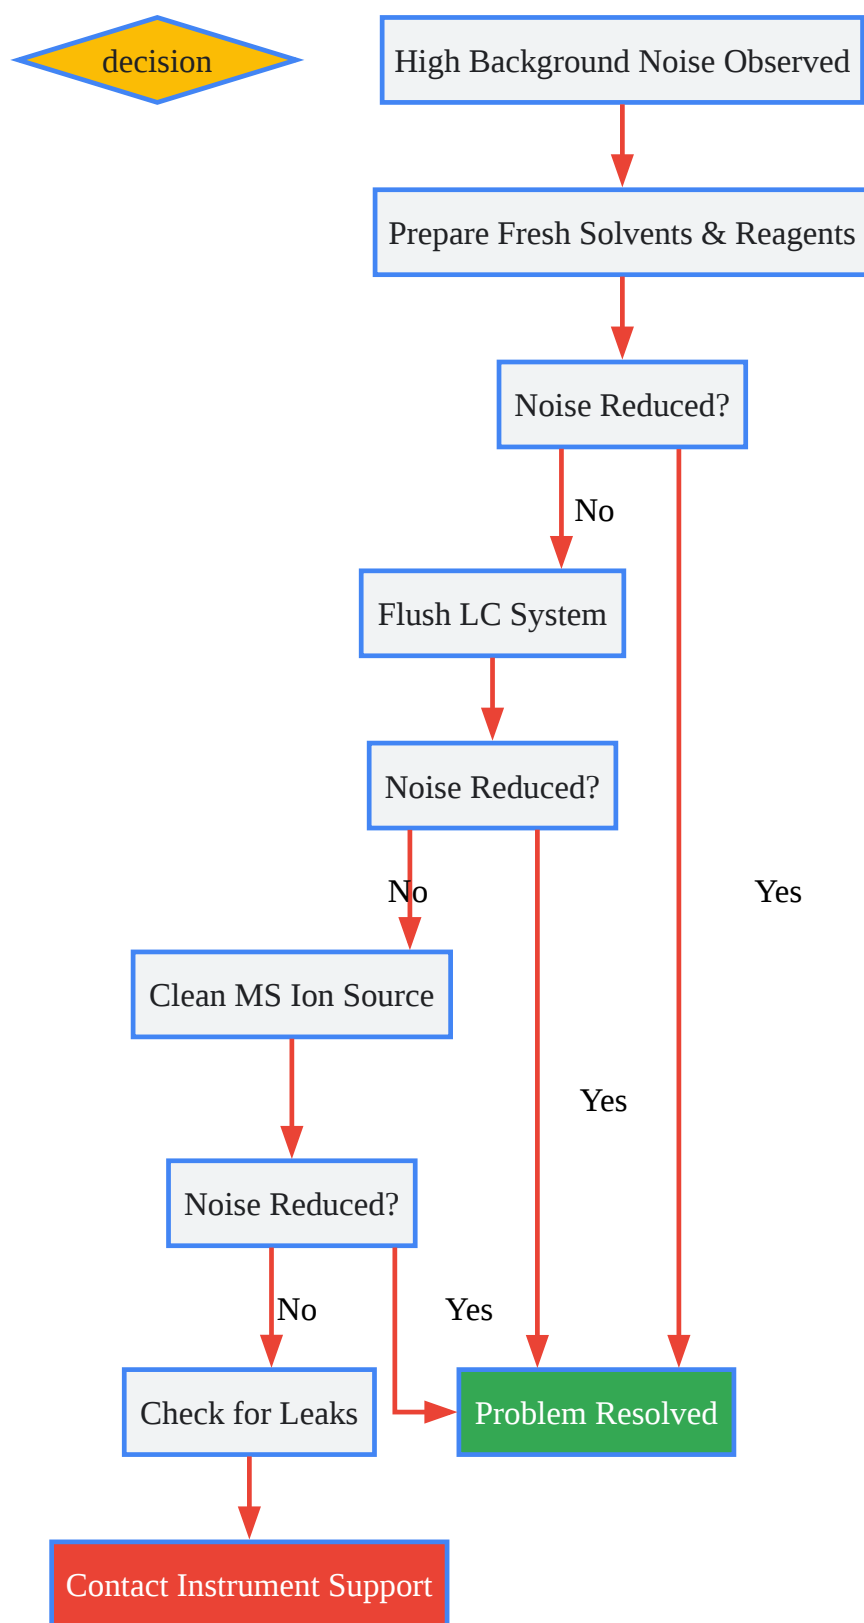 decision
High Background Noise Observed
Prepare Fresh Solvents & Reagents
Noise Reduced?
No
Flush LC System
Noise Reduced?
No
Yes
Clean MS Ion Source
Yes
Noise Reduced?
No
Yes
Check for Leaks
Problem Resolved
Contact Instrument Support